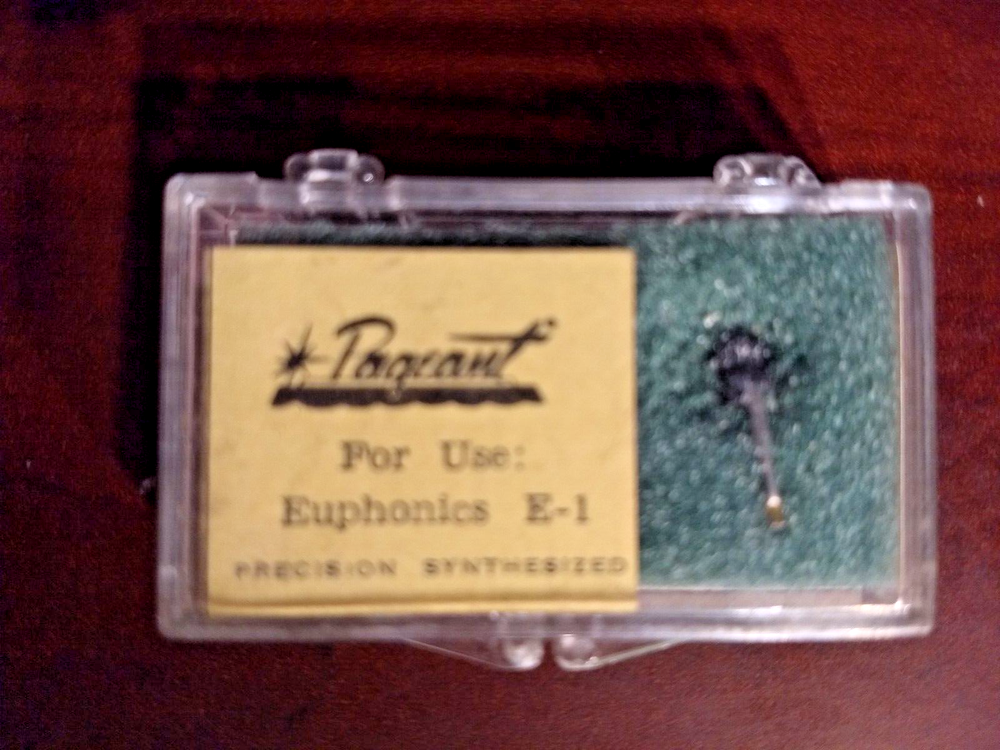 Pageant
For Use:
Euphonics E-1
PRECISION SYNTHESIZED